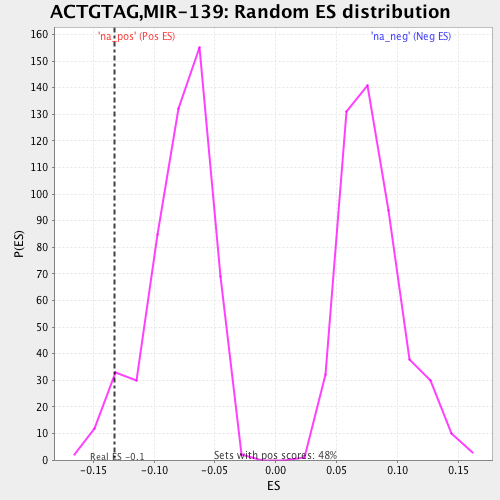 ACTGTAG,MIR-139: Random ES distribution
'na_pos' (Pos ES) 'na_neg' (Neg ES)
160
150
140
130
120
110
100
90
80
70
60
50
40
30
20
10
0
P(ES)
Real ES -0.1 Sets with pos scores: 48%
-0.15 -0.10 -0.05 0.00 0.05 0.10 0.15
ES